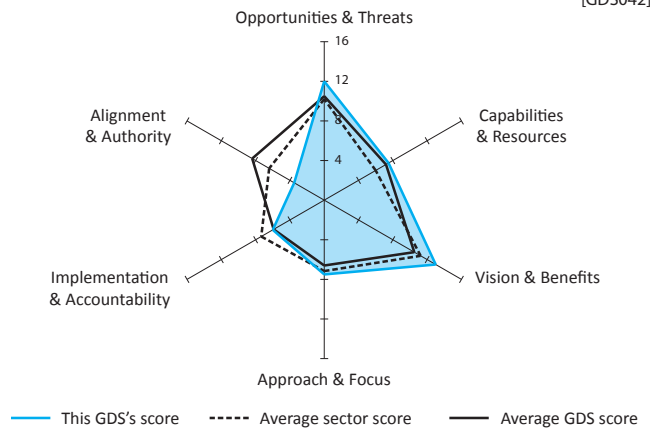 [GDS042]
Opportunities & Threats
16
12
8
4
Alignment
& Authority
Capabilities
& Resources
Implementation
& Accountability
Vision & Benefits
Approach & Focus
This GDS's score
Average sector score
Average GDS score